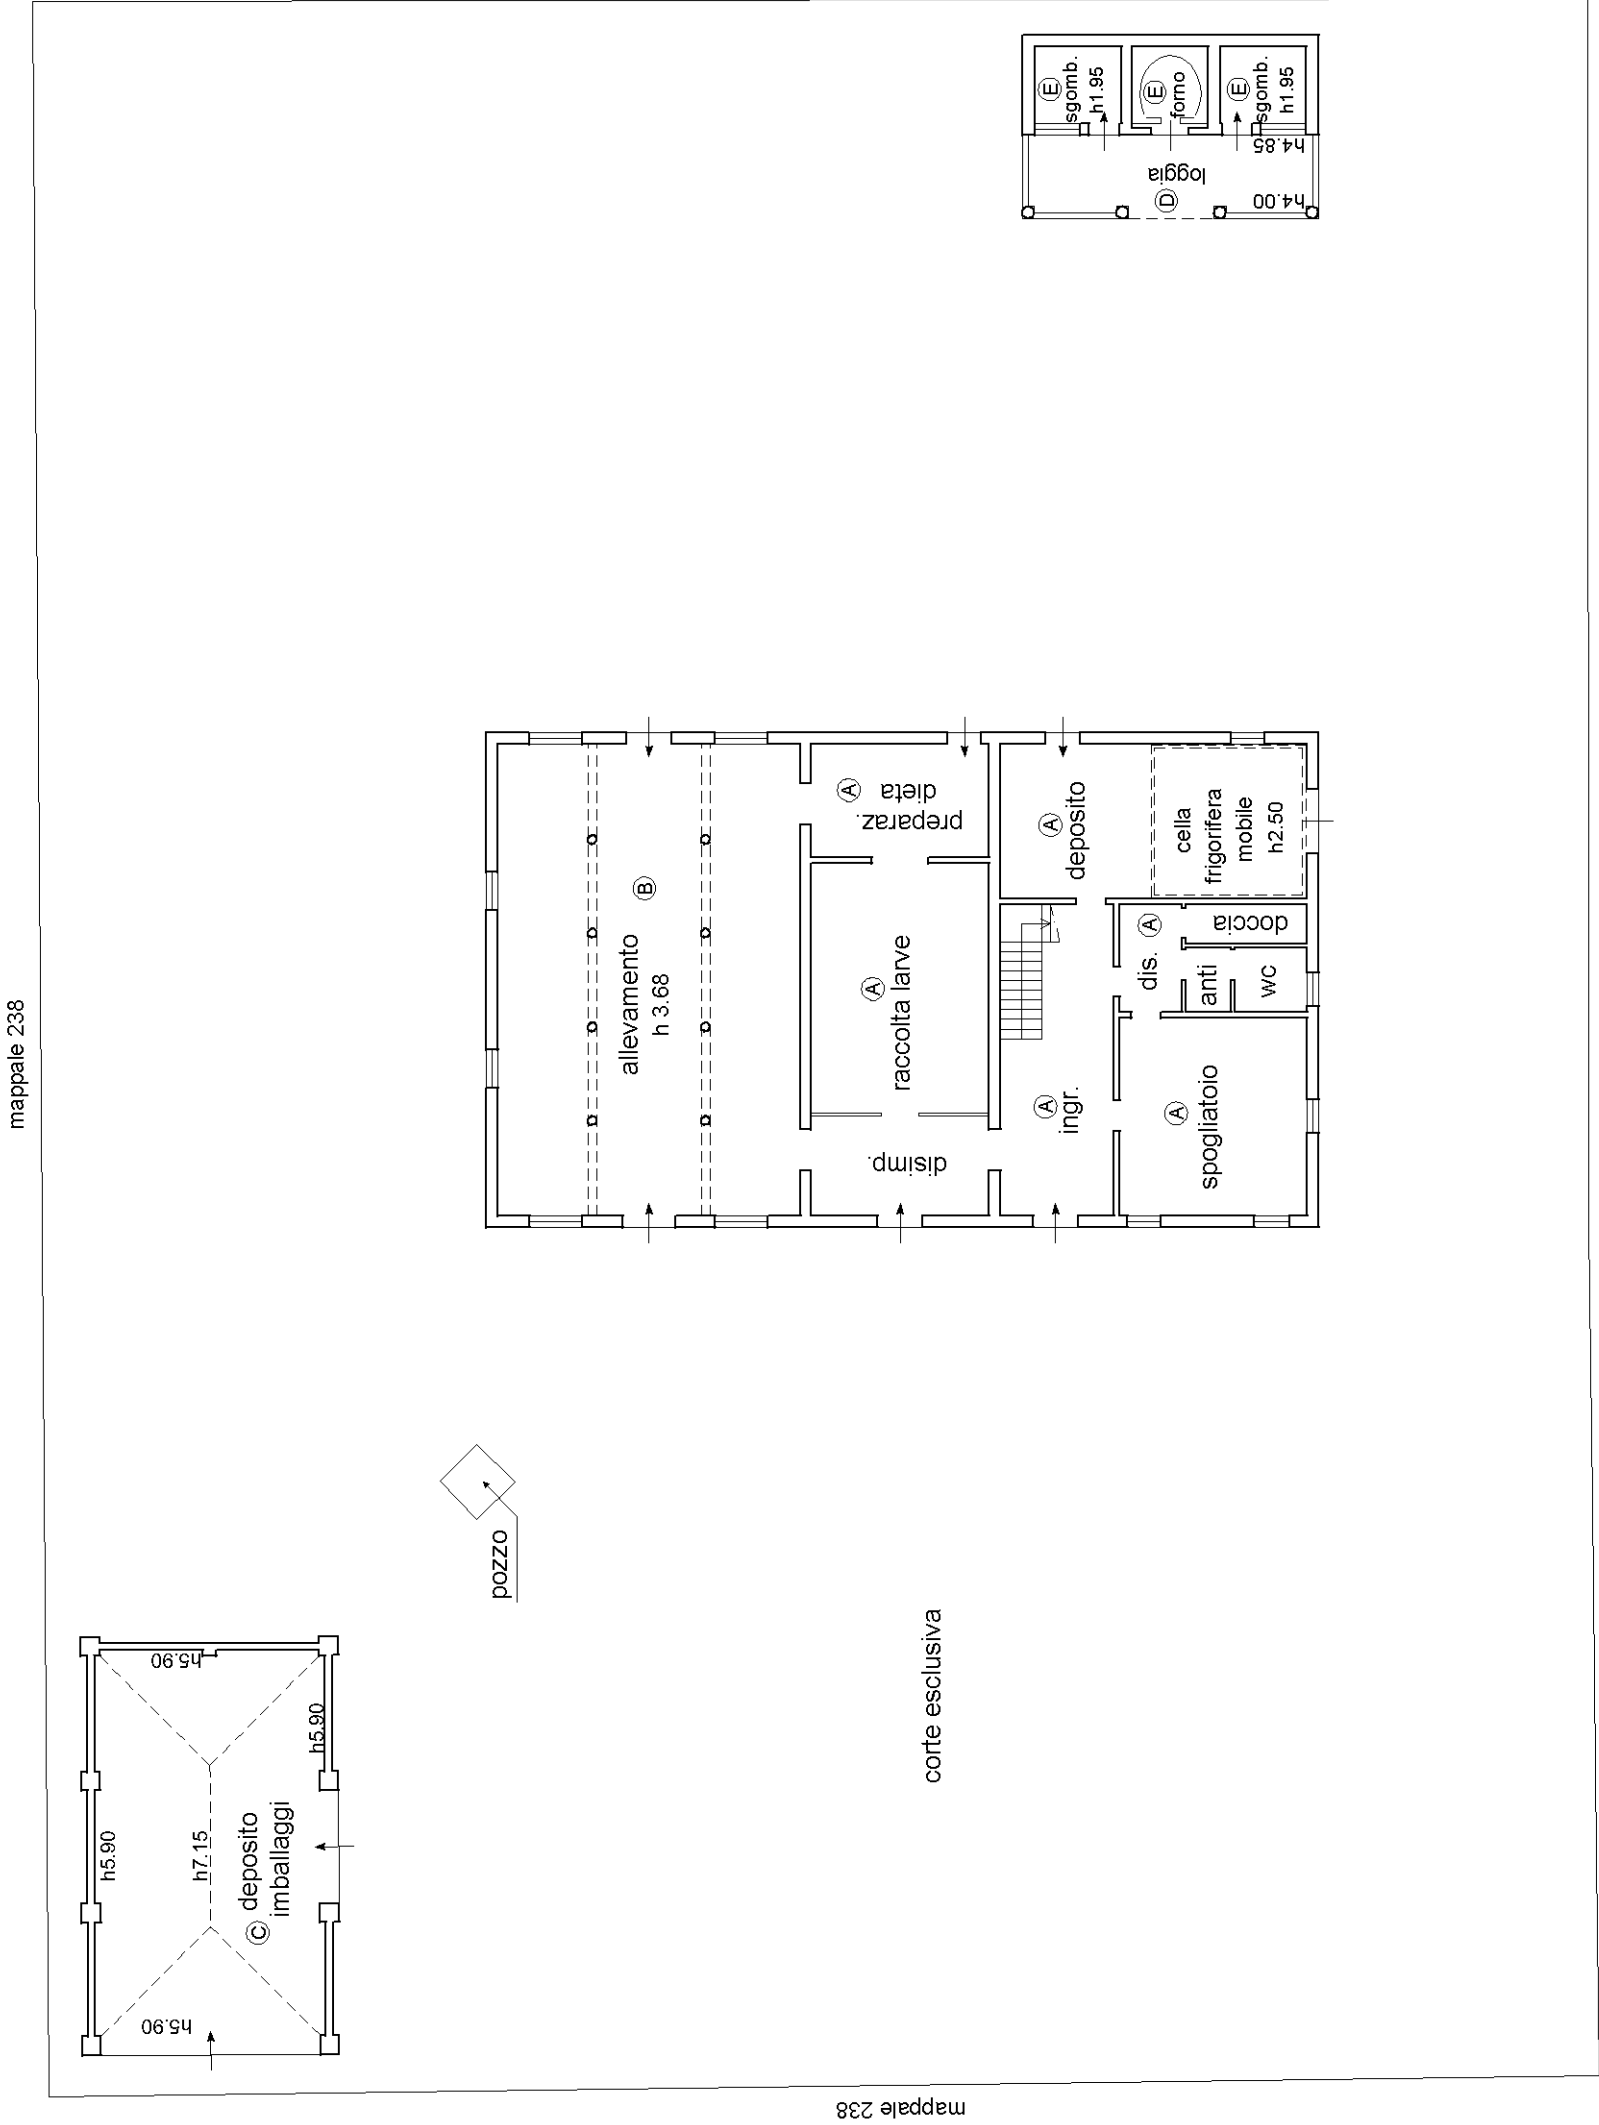 mappale 238
E
sgomb.
h1.95
E
forno
E
sgomb.
h1.95
h4.85
loggia
D
h4.00
allevamento
h 3.68
B
preparaz.
dieta
A
raccolta larve
A
disimp.
deposito
A
cella
frigorifera
mobile
h2.50
dis.
A
doccia
anti
wc
ingr.
A
spogliatoio
A
pozzo
corte esclusiva
h5.90
h5.90
h5.90
h7.15
C deposito
imballaggi
h5.90
mappale 238